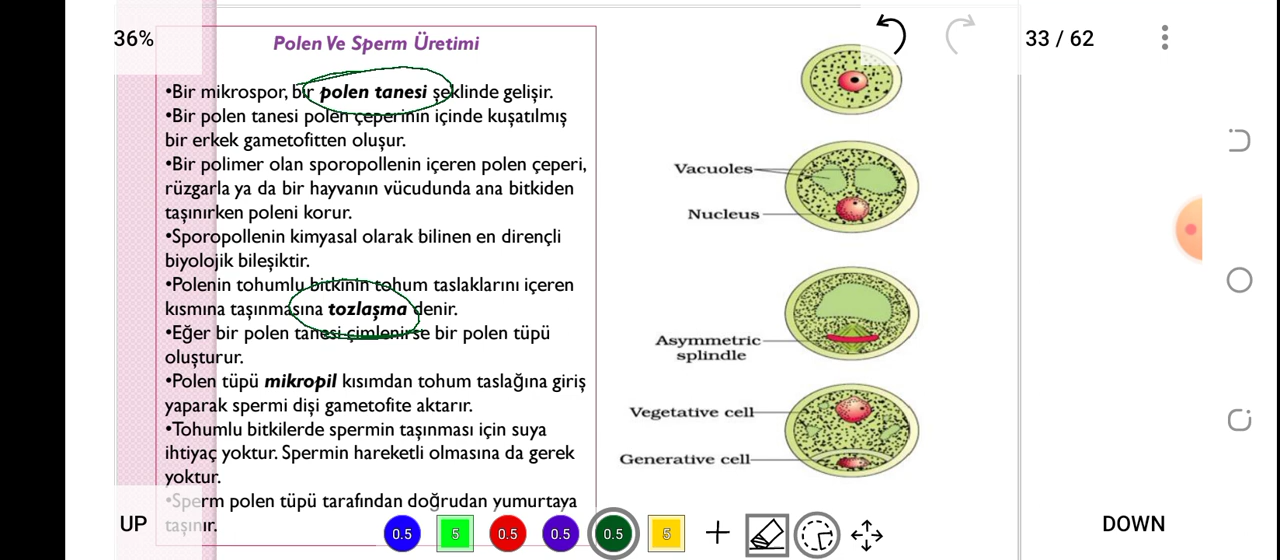 36%
33 / 62
Polen Ve Sperm Üretimi
•Bir mikrospor, bir polen tanesi şeklinde gelişir.
•Bir polen tanesi polen çeperinin içinde kuşatılmış
bir erkek gametofitten oluşur.
•Bir polimer olan sporopollenin içeren polen çeperi,
rüzgarla ya da bir hayvanın vücudunda ana bitkiden
taşınırken poleni korur.
•Sporopollenin kimyasal olarak bilinen en dirençli
biyolojik bileşiktir.
•Polenin tohumlu bitkinin tohum taslaklarını içeren
kısmına taşınmasına tozlaşma denir.
•Eğer bir polen tanesi çimlenirse bir polen tüpü
oluşturur.
•Polen tüpü mikropil kısımdan tohum taslağına giriş
yaparak spermi dişi gametofite aktarır.
•Tohumlu bitkilerde spermin taşınması için suya
ihtiyaç yoktur. Spermin hareketli olmasına da gerek
yoktur.
•Sperm polen tüpü tarafından doğrudan yumurtaya
taşınır.
Vacuoles
Nucleus
Asymmetric
splindle
Vegetative cell
Generative cell
UP
0.5
5
0.5
0.5
0.5
5
DOWN